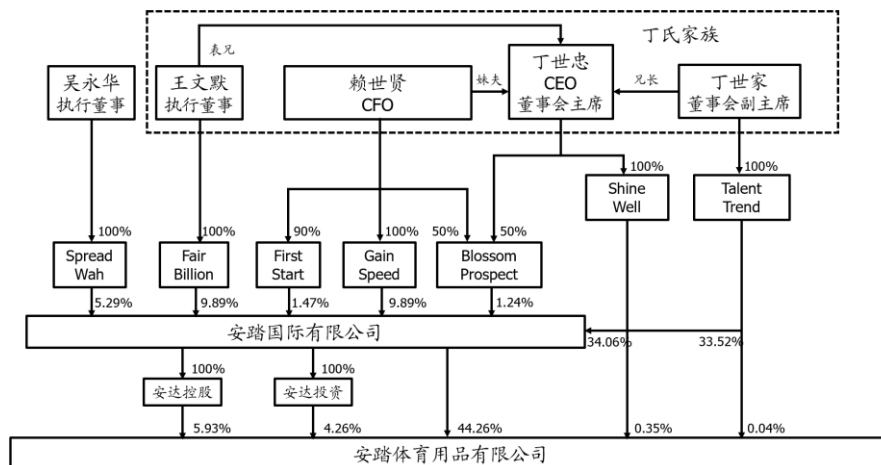 丁氏家族
表兄
吴永华
执行董事
王文默
执行董事
赖世贤
CFO
妹夫
丁世忠
CEO
董事会主席
兄长
丁世家
董事会副主席
100%
100%
Shine
Well
Talent
Trend
100%
100%
90%
100%
50%
50%
Spread
Wah
Fair
Billion
First
Start
Gain
Speed
Blossom
Prospect
5.29%
9.89%
1.47%
9.89%
1.24%
安踏国际有限公司
34.06%
33.52%
100%
100%
安达控股
安达投资
5.93%
4.26%
44.26%
0.35%
0.04%
安踏体育用品有限公司